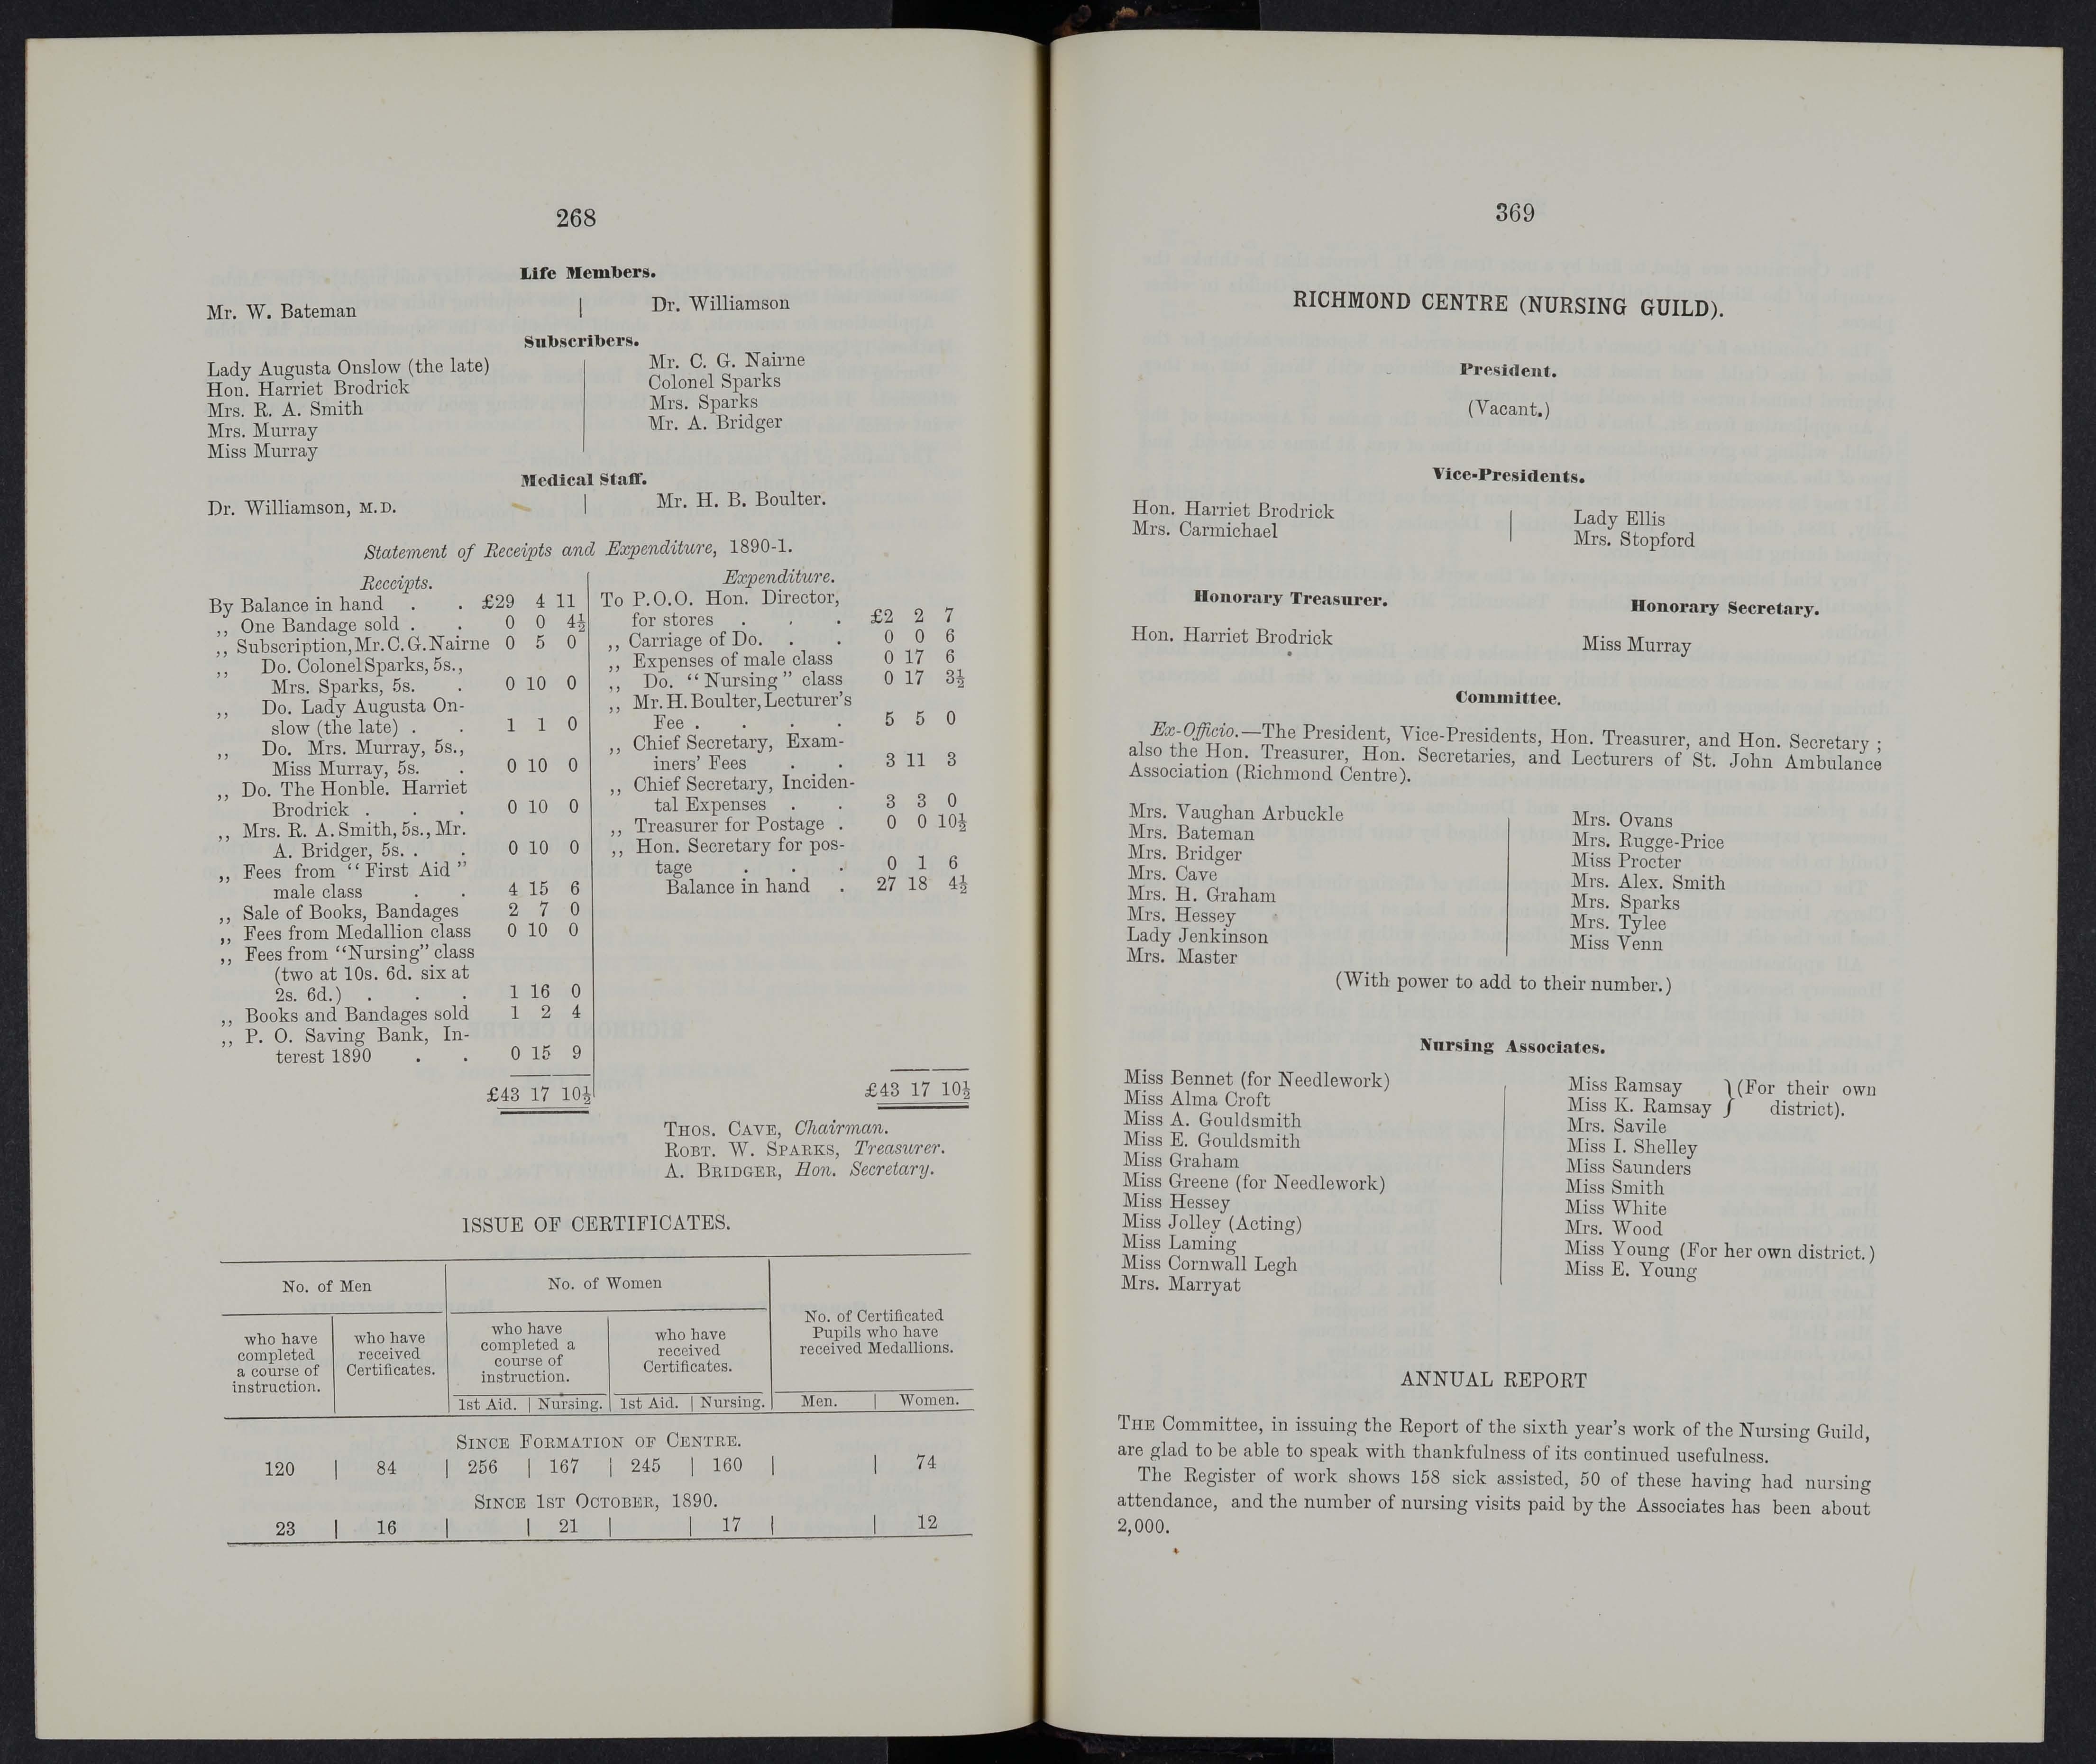 268
Life Members.
Mr. W. Bateman | Dr. Williamson
Subscribers.
Lady Augusta Onslow (the late)
Hon. Harriet Brodrick
Mrs. R. A. Smith
Mrs. Murray
Miss Murray
Mr. C. G. Nairne
Colonel Sparks
Mrs. Sparks
Mr. A. Bridger
Medical Staff.
Dr. Williamson, M.D. | Mr. H. B. Boulter.
Statement of Receipts and Expenditure, 1890-1.
Receipts.
By Balance in hand . . £29 4 11
,, One Bandage sold . . 0 0 4½
,, Subscription, Mr. C. G. Nairne 0 5 0
,, Do. Colonel Sparks, 5s.,
Mrs. Sparks, 5s. . 0 10 0
,, Do. Lady Augusta On-
slow (the late) . . 1 1 0
,, Do. Mrs. Murray, 5s.,
Miss Murray, 5s. . 0 10 0
,, Do. The Honble. Harriet
Brodrick . . . 0 10 0
,, Mrs. R. A. Smith, 5s., Mr.
A. Bridger, 5s. . . 0 10 0
,, Fees from "First Aid"
male class . . 4 15 6
,, Sale of Books, Bandages 2 7 0
,, Fees from Medallion class 0 10 0
,, Fees from "Nursing" class
(two at 10s. 6d. six at
2s. 6d.) . . . 1 16 0
,, Books and Bandages sold 1 2 4
,, P. O. Saving Bank, In-
terest 1890 . . 0 15 9
£43 17 10½
Expenditure.
To P.O.O. Hon. Director,
for stores . . . £2 2 7
,, Carriage of Do. . . 0 0 6
,, Expenses of male class 0 17 6
,, Do. "Nursing" class 0 17 3½
,, Mr. H. Boulter, Lecturer's
Fee . . . . 5 5 0
,, Chief Secretary, Exam-
iners' Fees . . 3 11 3
,, Chief Secretary, Inciden-
tal Expenses . . 3 3 0
,, Treasurer for Postage . 0 0 10½
,, Hon. Secretary for pos-
tage . . . 0 1 6
Balance in hand . 27 18 4½
£43 17 10½
THOS. CAVE, Chairman.
ROBT. W. SPARKS, Treasurer.
A. BRIDGER, Hon. Secretary.
ISSUE OF CERTIFICATES.
No. of Men
No. of Women
No. of Certificated
Pupils who have
received Medallions.
who have
completed
a course of
instruction.
who have
received
Certificates.
who have
completed a
course of
instruction.
who have
received
Certificates.
1st Aid. | Nursing. | 1st Aid. | Nursing. | Men. | Women.
SINCE FORMATION OF CENTRE.
120 | 84 | 256 | 167 | 245 | 160 | | 74
SINCE 1ST OCTOBER, 1890.
23 | 16 | | 21 | | 17 | | 12
369
RICHMOND CENTRE (NURSING GUILD).
President.
(Vacant.)
Vice-Presidents.
Hon. Harriet Brodrick
Mrs. Carmichael
Lady Ellis
Mrs. Stopford
Honorary Treasurer.
Hon. Harriet Brodrick
Honorary Secretary.
Miss Murray
Committee.
Ex-Officio.—The President, Vice-Presidents, Hon. Treasurer, and Hon. Secretary ;
also the Hon. Treasurer, Hon. Secretaries, and Lecturers of St. John Ambulance
Association (Richmond Centre).
Mrs. Vaughan Arbuckle
Mrs. Bateman
Mrs. Bridger
Mrs. Cave
Mrs. H. Graham
Mrs. Hessey
Lady Jenkinson
Mrs. Master
Mrs. Ovans
Mrs. Rugge-Price
Miss Procter
Mrs. Alex. Smith
Mrs. Sparks
Mrs. Tylee
Miss Venn
(With power to add to their number.)
Nursing Associates.
Miss Bennet (for Needlework)
Miss Alma Croft
Miss A. Gouldsmith
Miss E. Gouldsmith
Miss Graham
Miss Greene (for Needlework)
Miss Hessey
Miss Jolley (Acting)
Miss Laming
Miss Cornwall Legh
Mrs. Marryat
Miss Ramsay } (For their own
Miss K. Ramsay } district).
Mrs. Savile
Miss I. Shelley
Miss Saunders
Miss Smith
Miss White
Mrs. Wood
Miss Young (For her own district.)
Miss E. Young
ANNUAL REPORT
THE Committee, in issuing the Report of the sixth year's work of the Nursing Guild,
are glad to be able to speak with thankfulness of its continued usefulness.
The Register of work shows 158 sick assisted, 50 of these having had nursing
attendance, and the number of nursing visits paid by the Associates has been about
2,000.